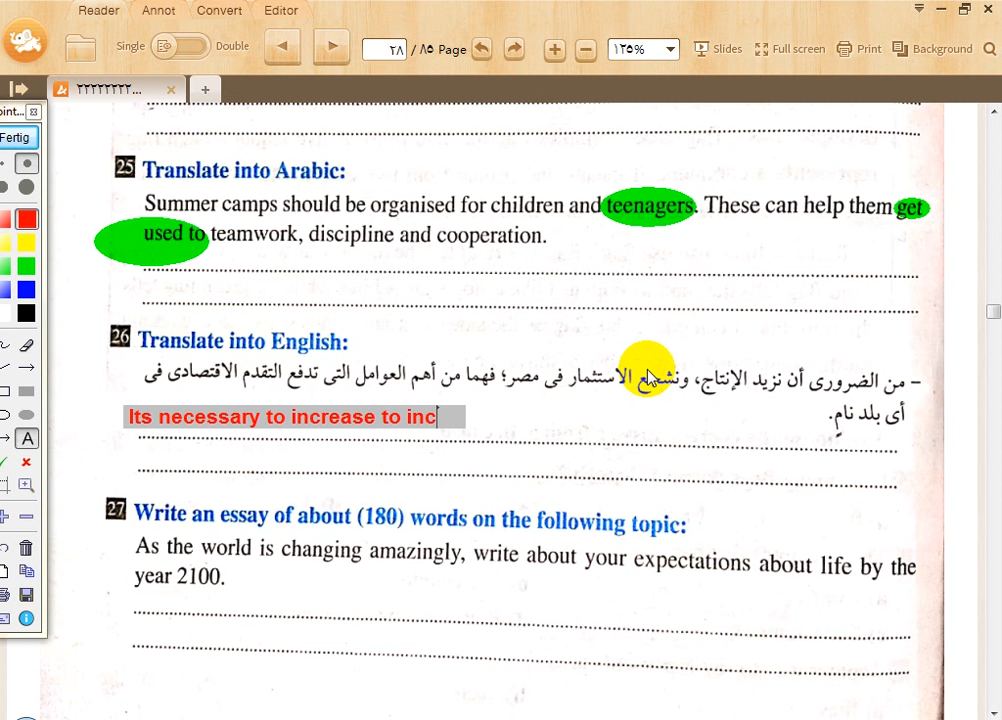 Reader Annot Convert Editor
Single Double ٢٨ / ٨٥ Page ١٢٥% Slides Full screen Print Background
٢٢٢٢٢٢٢٢... × +
oint...
Fertig
25 Translate into Arabic:
Summer camps should be organised for children and teenagers. These can help them get
used to teamwork, discipline and cooperation.
26 Translate into English:
– من الضرورى أن نزيد الإنتاج، ونشجع الاستثمار فى مصر؛ فهما من أهم العوامل التى تدفع التقدم الاقتصادى فى
أى بلد نامٍ.
Its necessary to increase to inc
A
27 Write an essay of about (180) words on the following topic:
As the world is changing amazingly, write about your expectations about life by the
year 2100.